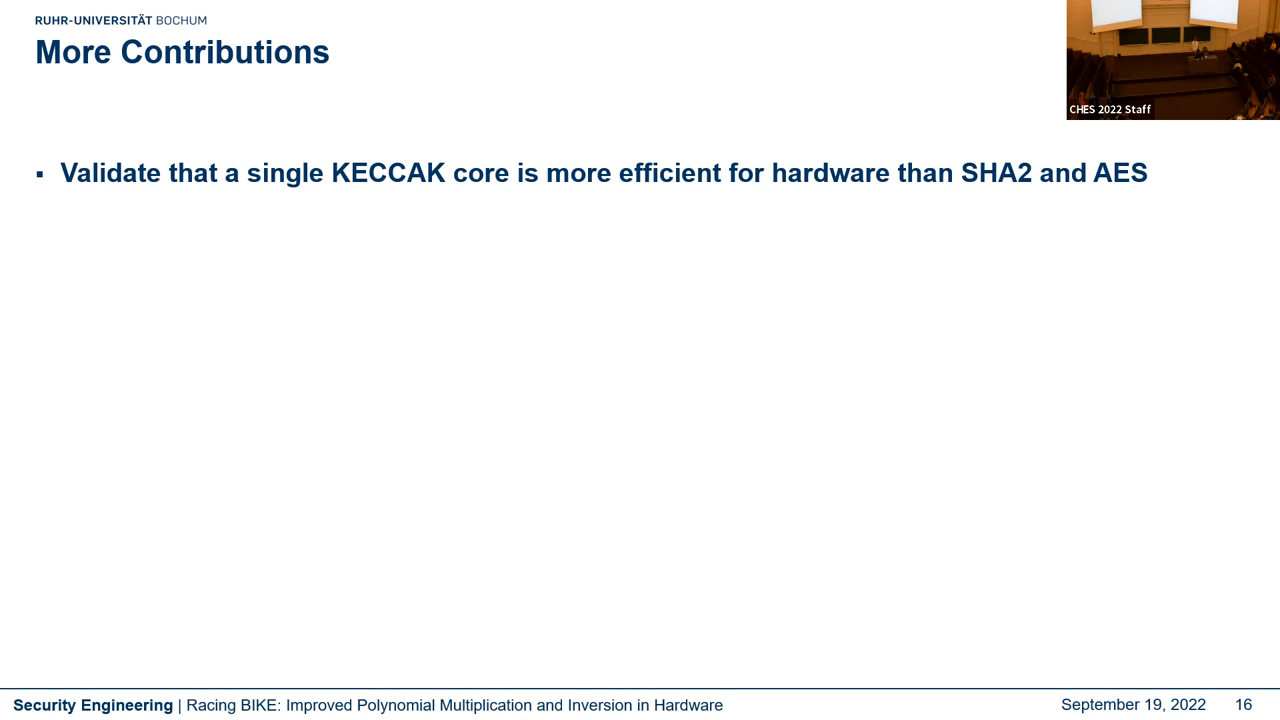 RUHR-UNIVERSITÄT BOCHUM
More Contributions
CHES 2022 Staff
▪ Validate that a single KECCAK core is more efficient for hardware than SHA2 and AES
Security Engineering | Racing BIKE: Improved Polynomial Multiplication and Inversion in Hardware
September 19, 2022 16